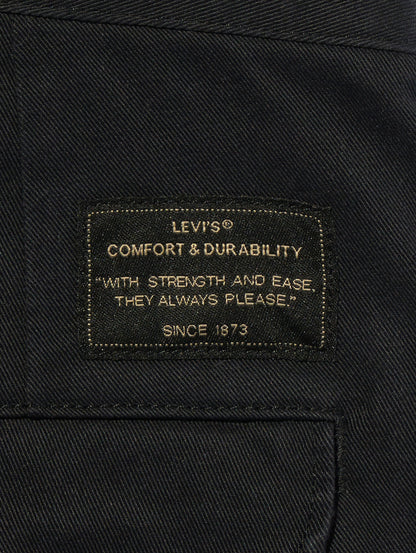 LEVI'S®
COMFORT & DURABILITY
"WITH STRENGTH AND EASE,
THEY ALWAYS PLEASE."
SINCE 1873